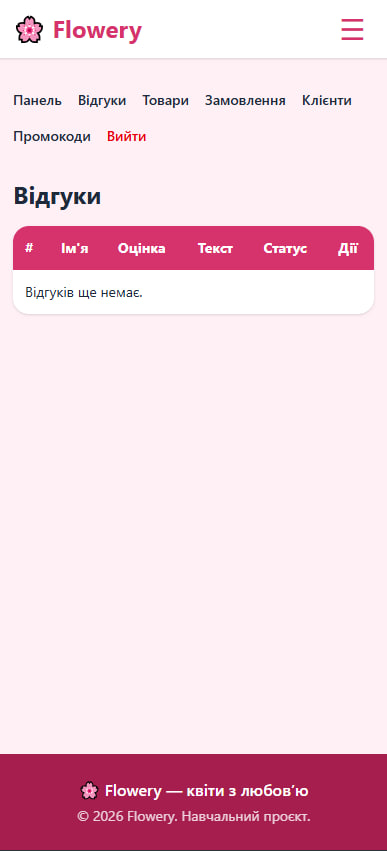 Flowery
Панель Відгуки Товари Замовлення Клієнти
Промокоди Вийти
Відгуки
# Ім'я Оцінка Текст Статус Дії
Відгуків ще немає.
Flowery — квіти з любов'ю
© 2026 Flowery. Навчальний проєкт.